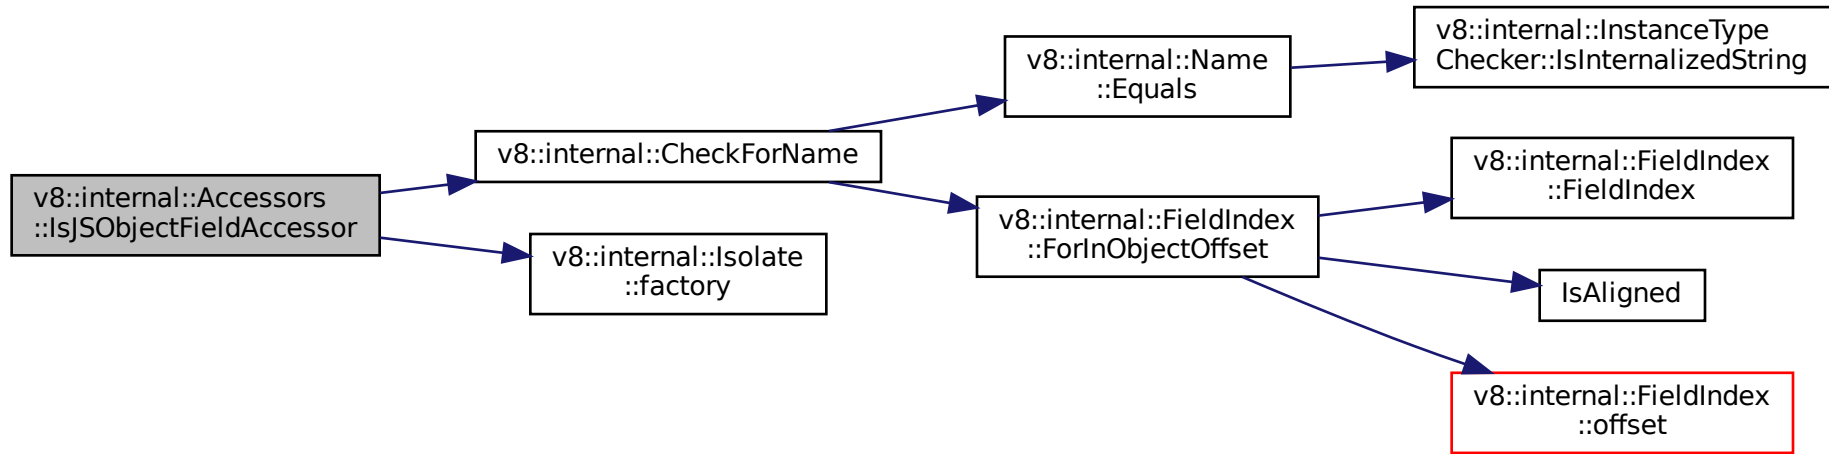 v8::internal::Accessors
::IsJSObjectFieldAccessor
v8::internal::CheckForName
v8::internal::Isolate
::factory
v8::internal::Name
::Equals
v8::internal::FieldIndex
::ForInObjectOffset
v8::internal::InstanceType
Checker::IsInternalizedString
v8::internal::FieldIndex
::FieldIndex
IsAligned
v8::internal::FieldIndex
::offset